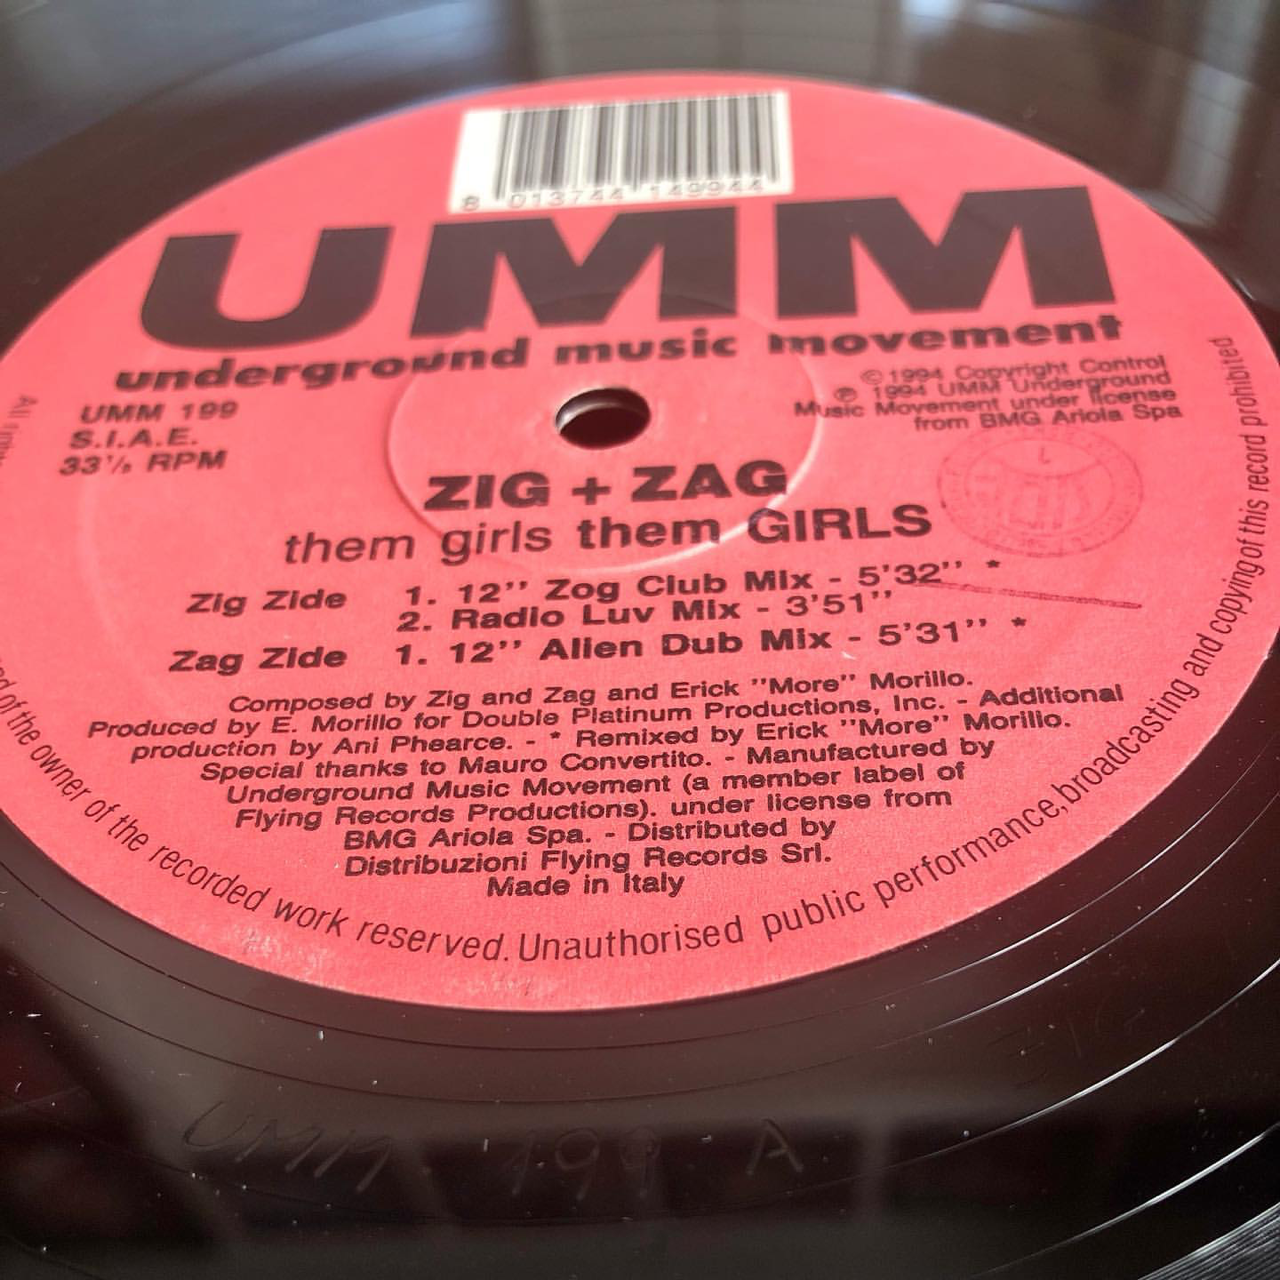 8 013744 149944
UMM
underground music movement
UMM 199
S.I.A.E.
33⅓ RPM
© 1994 Copyright Control
℗ 1994 UMM Underground
Music Movement under license
from BMG Ariola Spa
ZIG + ZAG
them girls them GIRLS
Zig Zide 1. 12'' Zog Club Mix - 5'32'' *
2. Radio Luv Mix - 3'51''
Zag Zide 1. 12'' Alien Dub Mix - 5'31'' *
Composed by Zig and Zag and Erick ''More'' Morillo.
Produced by E. Morillo for Double Platinum Productions, Inc. - Additional
production by Ani Phearce. - * Remixed by Erick ''More'' Morillo.
Special thanks to Mauro Convertito. - Manufactured by
Underground Music Movement (a member label of
Flying Records Productions). under license from
BMG Ariola Spa. - Distributed by
Distribuzioni Flying Records Srl.
Made in Italy
All
of the owner of the recorded work reserved. Unauthorised public performance, broadcasting and copying of this record prohibited
UMM 199 A